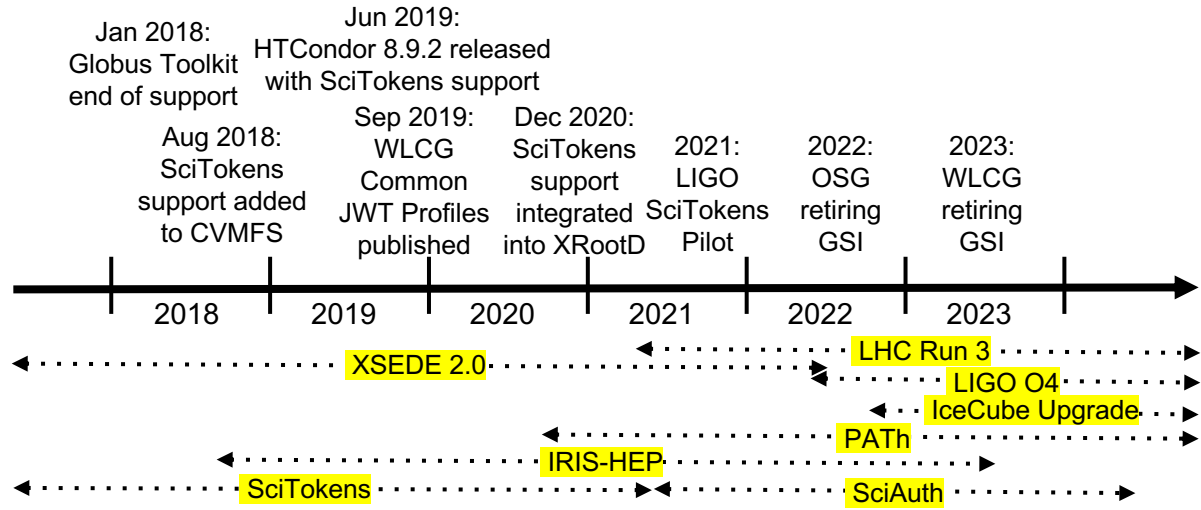 Jan 2018:
Globus Toolkit
end of support
Jun 2019:
HTCondor 8.9.2 released
with SciTokens support
Aug 2018:
SciTokens
support added
to CVMFS
Sep 2019:
WLCG
Common
JWT Profiles
published
Dec 2020:
SciTokens
support
integrated
into XRootD
2021:
LIGO
SciTokens
Pilot
2022:
OSG
retiring
GSI
2023:
WLCG
retiring
GSI
2018 2019 2020 2021 2022 2023
XSEDE 2.0
LHC Run 3
LIGO O4
IceCube Upgrade
PATh
IRIS-HEP
SciTokens
SciAuth